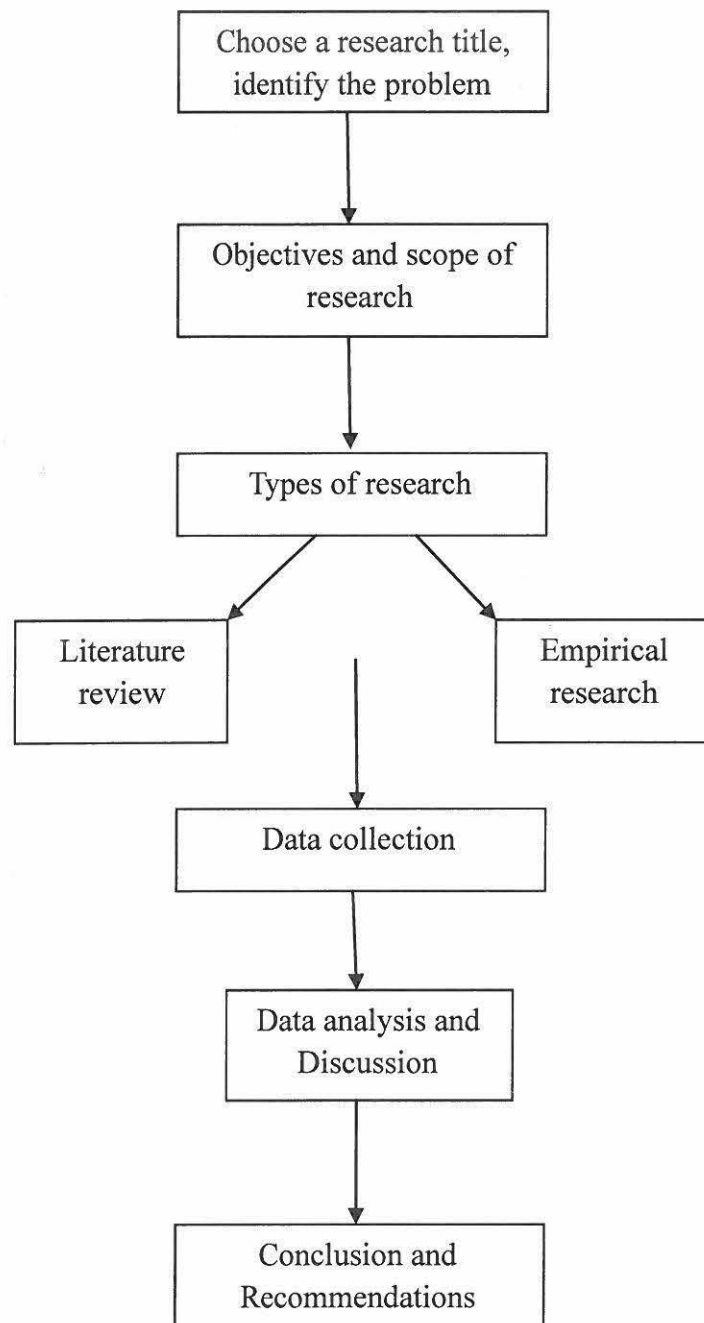 Choose a research title,
identify the problem
Objectives and scope of
research
Types of research
Literature
review
Empirical
research
Data collection
Data analysis and
Discussion
Conclusion and
Recommendations